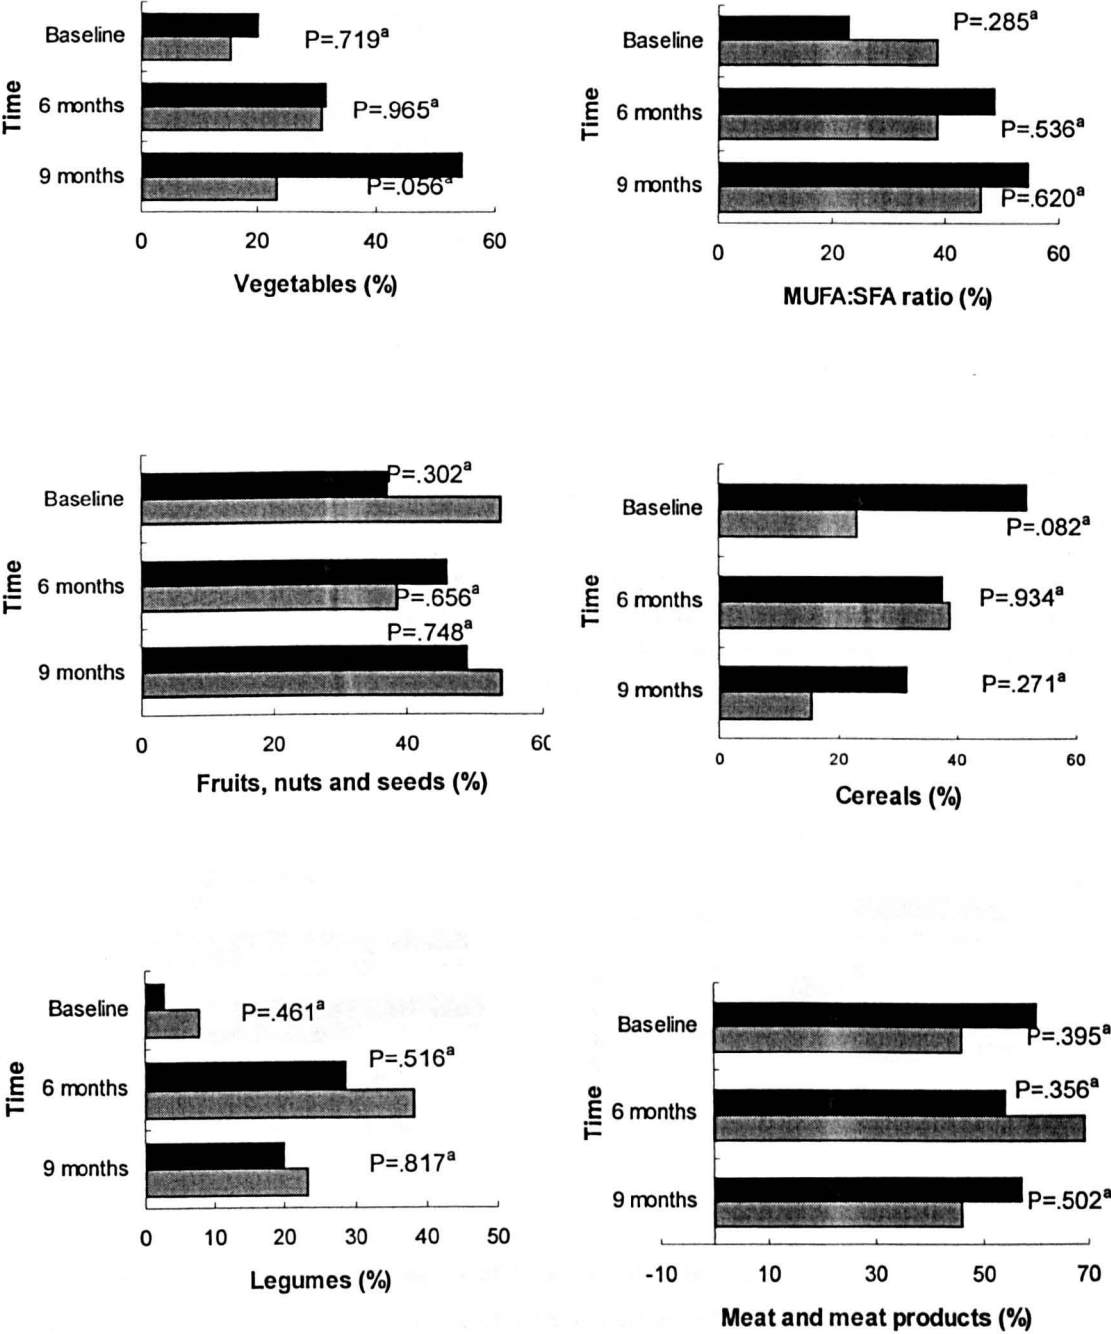 Time
Baseline
P=.719ᵃ
6 months
P=.965ᵃ
9 months
P=.056ᵃ
0 20 40 60
Vegetables (%)
Time
P=.285ᵃ
Baseline
6 months
P=.536ᵃ
9 months
P=.620ᵃ
0 20 40 60
MUFA:SFA ratio (%)
Time
P=.302ᵃ
Baseline
6 months
P=.656ᵃ
P=.748ᵃ
9 months
0 20 40 60
Fruits, nuts and seeds (%)
Time
Baseline
P=.082ᵃ
6 months
P=.934ᵃ
9 months
P=.271ᵃ
0 20 40 60
Cereals (%)
Time
Baseline
P=.461ᵃ
P=.516ᵃ
6 months
9 months
P=.817ᵃ
0 10 20 30 40 50
Legumes (%)
Time
Baseline
P=.395ᵃ
P=.356ᵃ
6 months
9 months
P=.502ᵃ
-10 10 30 50 70
Meat and meat products (%)